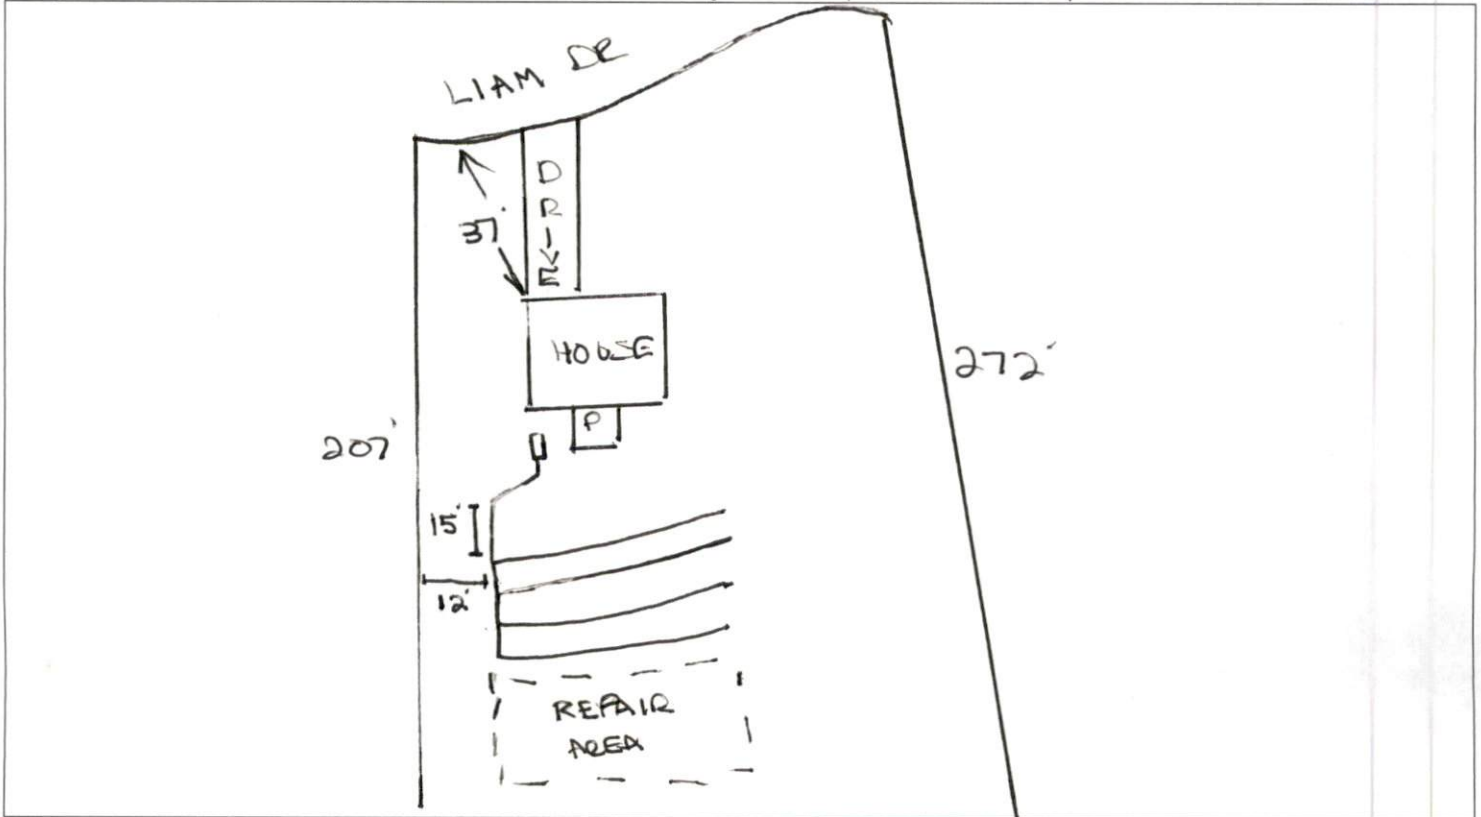 LIAM DR
DRIVE
37'
HOUSE
P
272'
207'
15'
12'
REPAIR
AREA